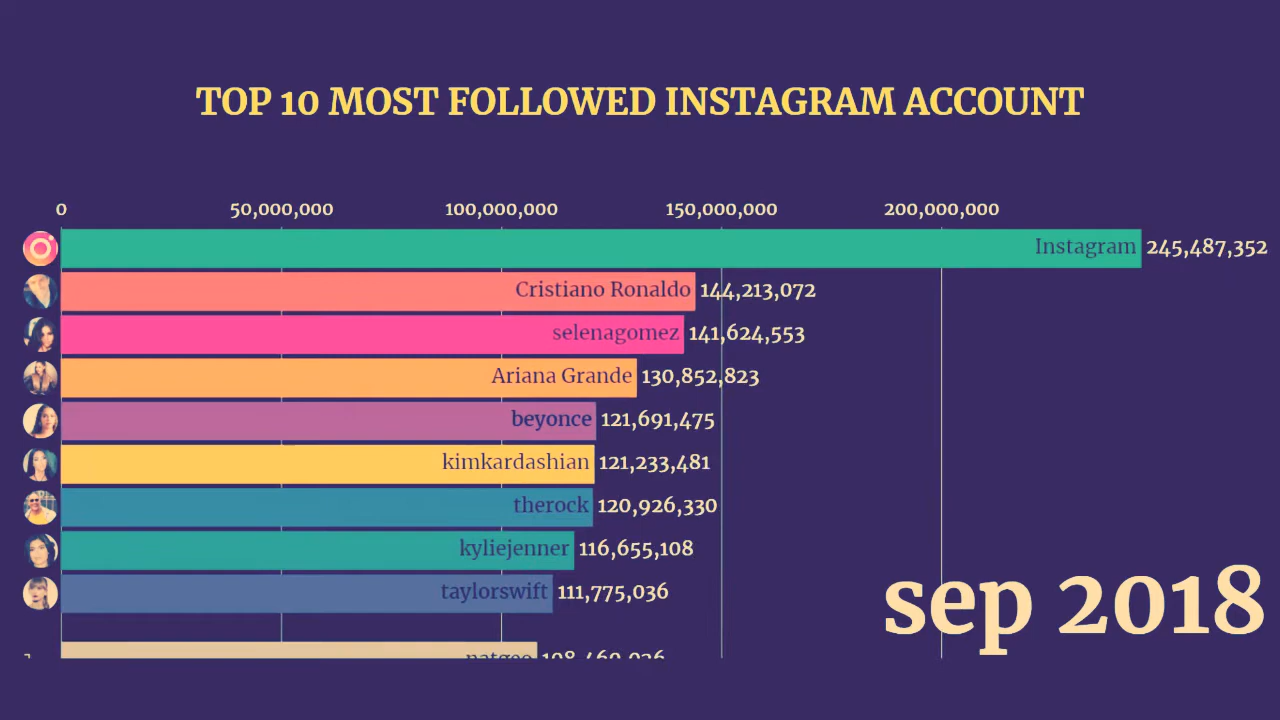 TOP 10 MOST FOLLOWED INSTAGRAM ACCOUNT
0 50,000,000 100,000,000 150,000,000 200,000,000
Instagram 245,487,352
Cristiano Ronaldo 144,213,072
selenagomez 141,624,553
Ariana Grande 130,852,823
beyonce 121,691,475
kimkardashian 121,233,481
therock 120,926,330
kyliejenner 116,655,108
taylorswift 111,775,036
sep 2018
natgeo